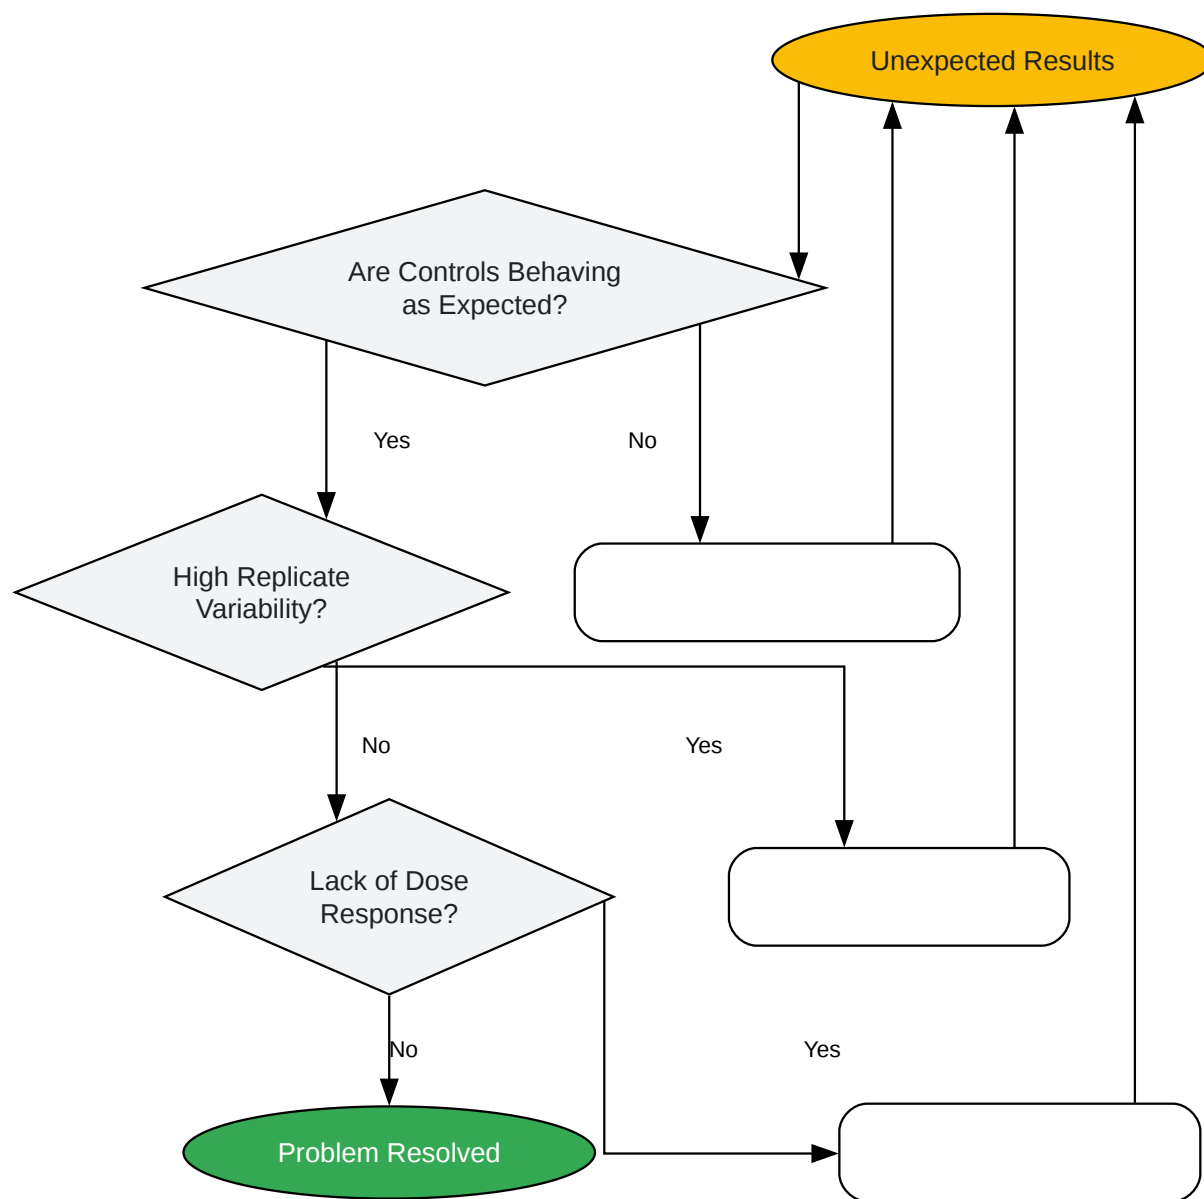 Unexpected Results
Are Controls Behaving
as Expected?
Yes
No
High Replicate
Variability?
No
Yes
Lack of Dose
Response?
No
Yes
Problem Resolved